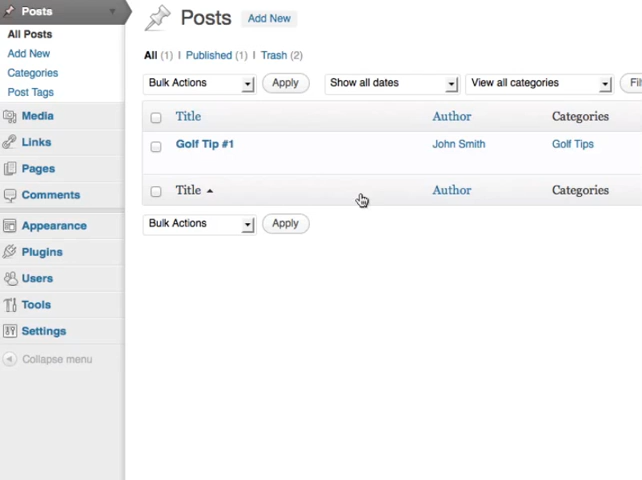 Posts
All Posts
Add New
Categories
Post Tags
Media
Links
Pages
Comments
Appearance
Plugins
Users
Tools
Settings
Collapse menu
Posts Add New
All (1) | Published (1) | Trash (2)
Bulk Actions Apply Show all dates View all categories Fil
Title Author Categories
Golf Tip #1 John Smith Golf Tips
Title Author Categories
Bulk Actions Apply